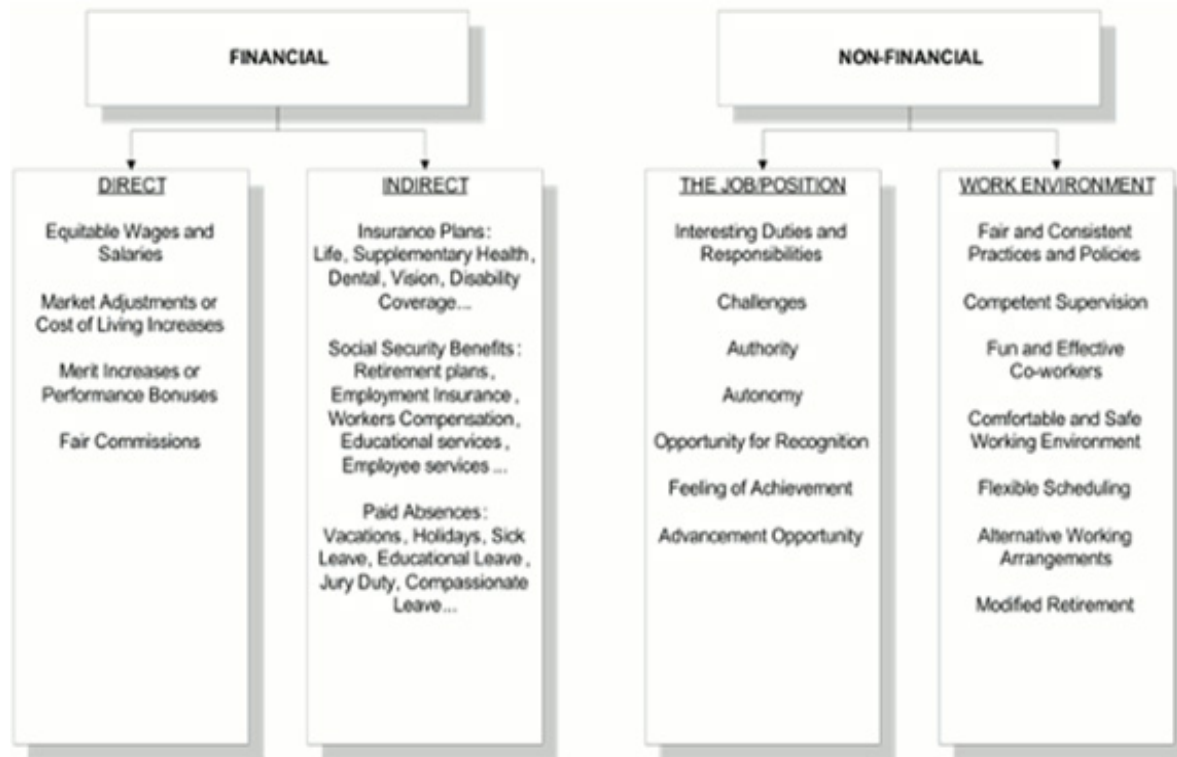 FINANCIAL
DIRECT
Equitable Wages and
Salaries
Market Adjustments or
Cost of Living Increases
Merit Increases or
Performance Bonuses
Fair Commissions
INDIRECT
Insurance Plans:
Life, Supplementary Health,
Dental, Vision, Disability
Coverage...
Social Security Benefits:
Retirement plans,
Employment Insurance,
Workers Compensation,
Educational services,
Employee services ...
Paid Absences:
Vacations, Holidays, Sick
Leave, Educational Leave,
Jury Duty, Compassionate
Leave...
NON-FINANCIAL
THE JOB/POSITION
Interesting Duties and
Responsibilities
Challenges
Authority
Autonomy
Opportunity for Recognition
Feeling of Achievement
Advancement Opportunity
WORK ENVIRONMENT
Fair and Consistent
Practices and Policies
Competent Supervision
Fun and Effective
Co-workers
Comfortable and Safe
Working Environment
Flexible Scheduling
Alternative Working
Arrangements
Modified Retirement